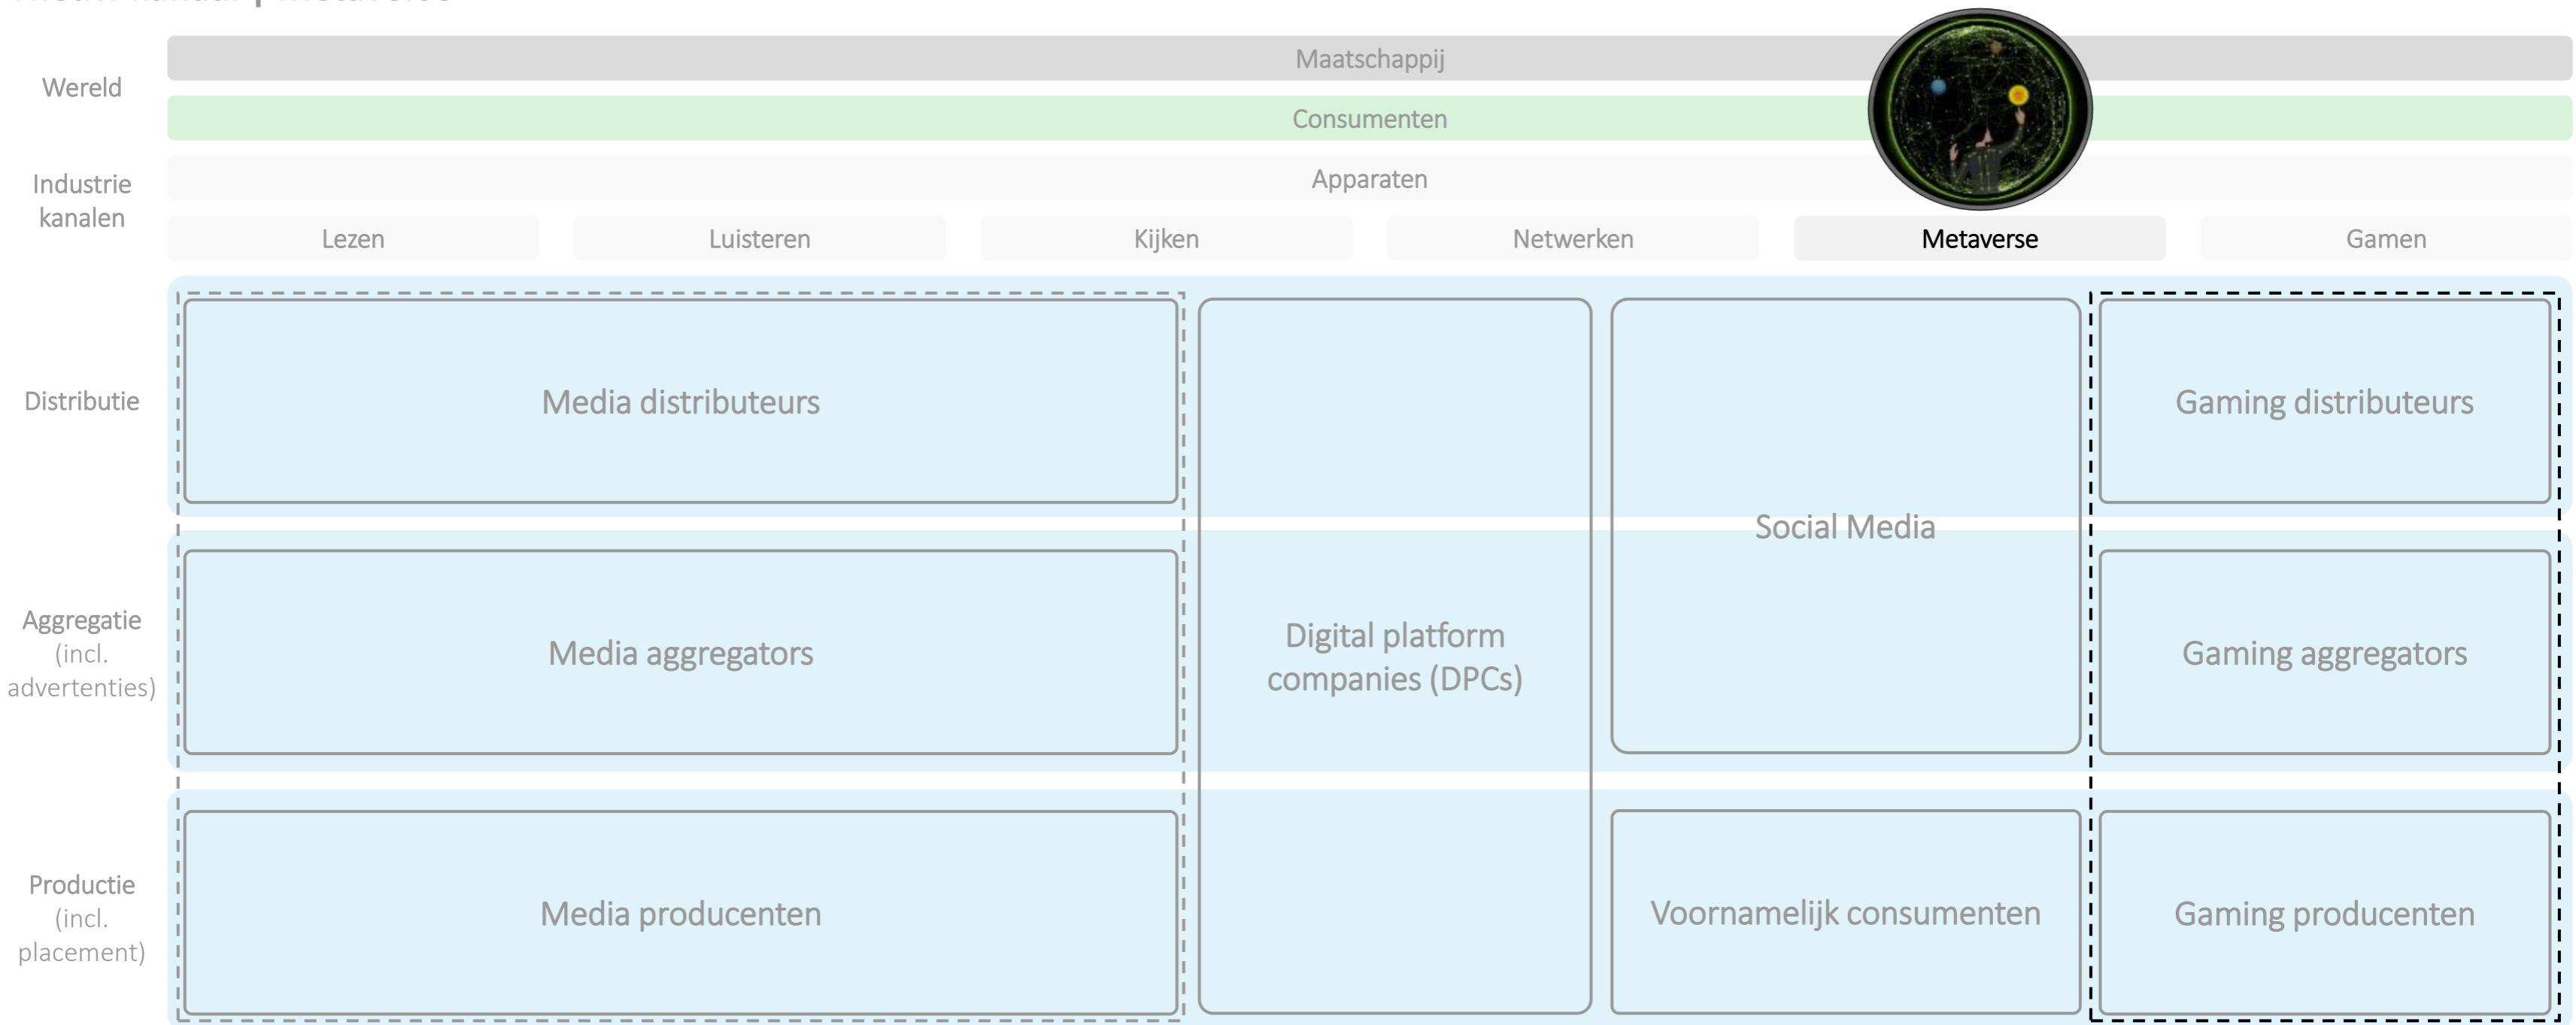 Wereld
Maatschappij
Consumenten
Industrie
kanalen
Apparaten
Lezen
Luisteren
Kijken
Netwerken
Metaverse
Gamen
Distributie
Media distributeurs
Gaming distributeurs
Social Media
Aggregatie
(incl.
advertenties)
Media aggregators
Digital platform
companies (DPCs)
Gaming aggregators
Productie
(incl.
placement)
Media producenten
Voornamelijk consumenten
Gaming producenten